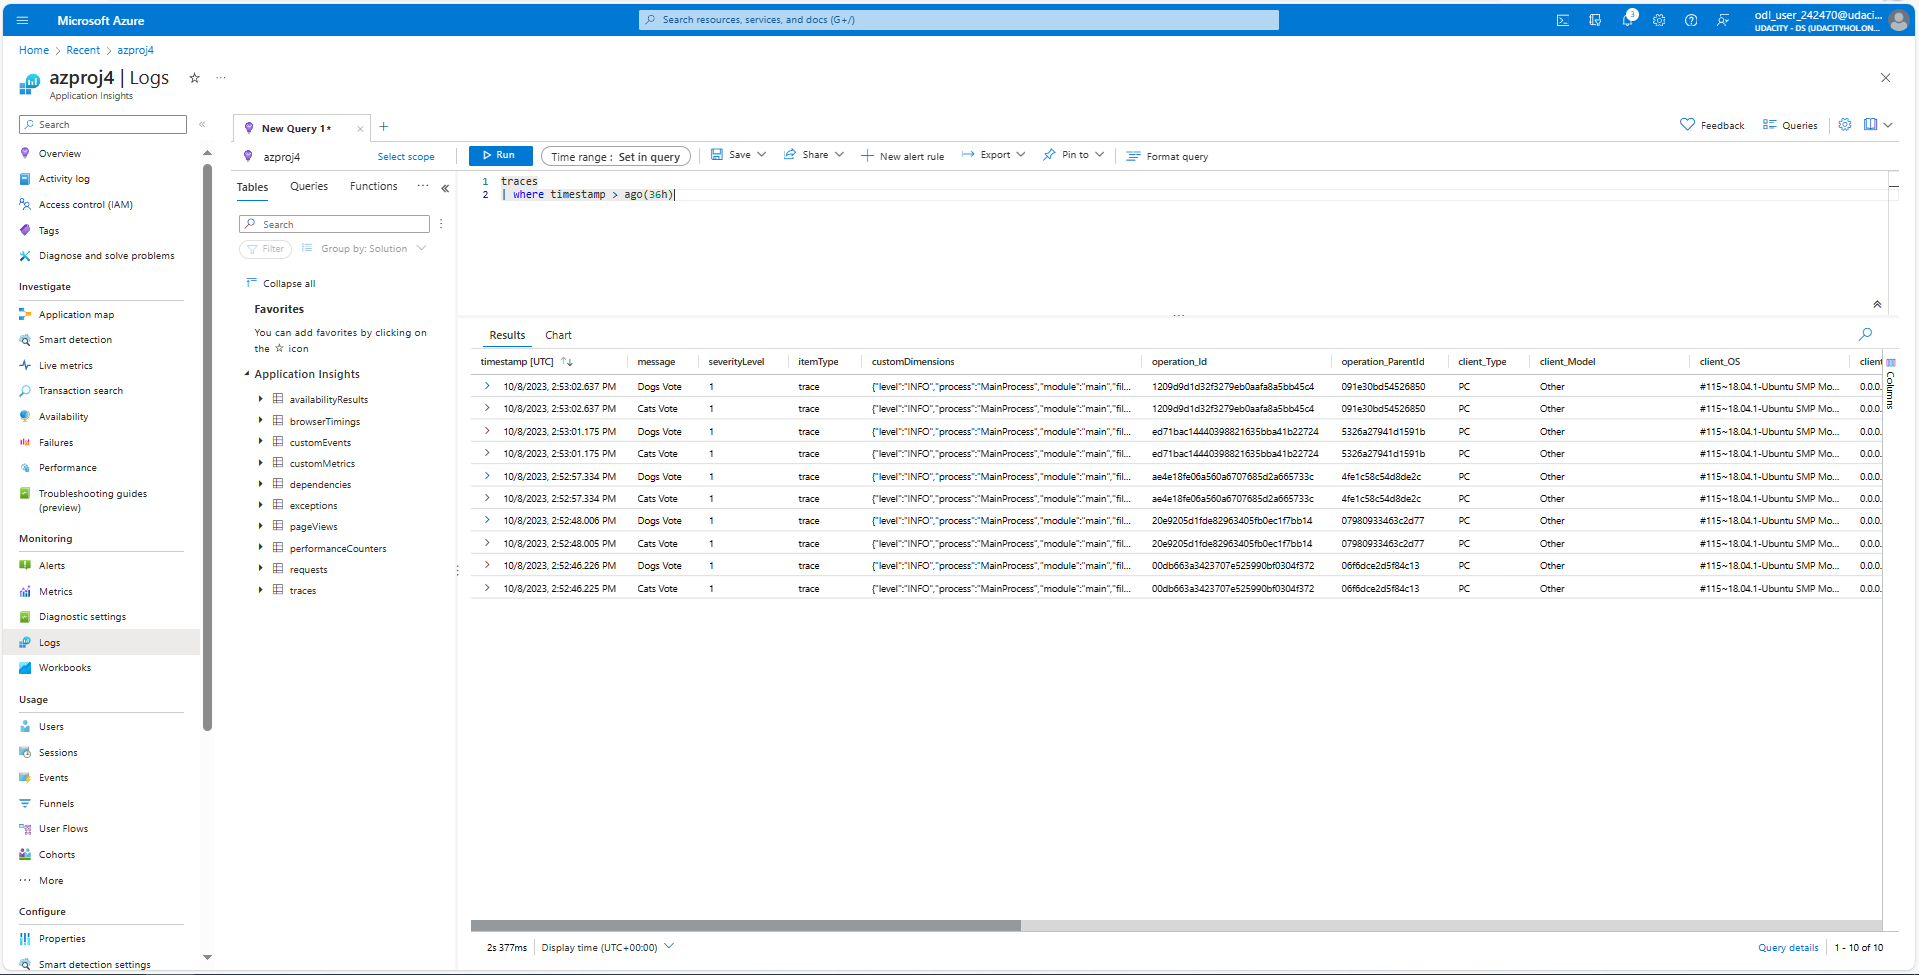 Microsoft Azure
Search resources, services, and docs (G+/)
3
odl_user_242470@udaci...
UDACITY - DS (UDACITYHOL.ON...
Home > Recent > azproj4
azproj4 | Logs
Application Insights
Search
Overview
Activity log
Access control (IAM)
Tags
Diagnose and solve problems
Investigate
Application map
Smart detection
Live metrics
Transaction search
Availability
Failures
Performance
Troubleshooting guides
(preview)
Monitoring
Alerts
Metrics
Diagnostic settings
Logs
Workbooks
Usage
Users
Sessions
Events
Funnels
User Flows
Cohorts
More
Configure
Properties
Smart detection settings
New Query 1*
Feedback
Queries
azproj4
Select scope
Run
Time range : Set in query
Save
Share
New alert rule
Export
Pin to
Format query
Tables
Queries
Functions
Search
Filter
Group by: Solution
Collapse all
Favorites
You can add favorites by clicking on
the ☆ icon
Application Insights
availabilityResults
browserTimings
customEvents
customMetrics
dependencies
exceptions
pageViews
performanceCounters
requests
traces
1 traces
2 | where timestamp > ago(36h)
Results
Chart
timestamp [UTC] message severityLevel itemType customDimensions operation_Id operation_ParentId client_Type client_Model client_OS client
10/8/2023, 2:53:02.637 PM Dogs Vote 1 trace {"level":"INFO","process":"MainProcess","module":"main","fil... 1209d9d1d32f3279eb0aafa8a5bb45c4 091e30bd54526850 PC Other #115~18.04.1-Ubuntu SMP Mo... 0.0.0.
10/8/2023, 2:53:02.637 PM Cats Vote 1 trace {"level":"INFO","process":"MainProcess","module":"main","fil... 1209d9d1d32f3279eb0aafa8a5bb45c4 091e30bd54526850 PC Other #115~18.04.1-Ubuntu SMP Mo... 0.0.0.
10/8/2023, 2:53:01.175 PM Dogs Vote 1 trace {"level":"INFO","process":"MainProcess","module":"main","fil... ed71bac14440398821635bba41b22724 5326a27941d1591b PC Other #115~18.04.1-Ubuntu SMP Mo... 0.0.0.
10/8/2023, 2:53:01.175 PM Cats Vote 1 trace {"level":"INFO","process":"MainProcess","module":"main","fil... ed71bac14440398821635bba41b22724 5326a27941d1591b PC Other #115~18.04.1-Ubuntu SMP Mo... 0.0.0.
10/8/2023, 2:52:57.334 PM Dogs Vote 1 trace {"level":"INFO","process":"MainProcess","module":"main","fil... ae4e18fe06a560a6707685d2a665733c 4fe1c58c54d8de2c PC Other #115~18.04.1-Ubuntu SMP Mo... 0.0.0.
10/8/2023, 2:52:57.334 PM Cats Vote 1 trace {"level":"INFO","process":"MainProcess","module":"main","fil... ae4e18fe06a560a6707685d2a665733c 4fe1c58c54d8de2c PC Other #115~18.04.1-Ubuntu SMP Mo... 0.0.0.
10/8/2023, 2:52:48.006 PM Dogs Vote 1 trace {"level":"INFO","process":"MainProcess","module":"main","fil... 20e9205d1fde82963405fb0ec1f7bb14 07980933463c2d77 PC Other #115~18.04.1-Ubuntu SMP Mo... 0.0.0.
10/8/2023, 2:52:48.005 PM Cats Vote 1 trace {"level":"INFO","process":"MainProcess","module":"main","fil... 20e9205d1fde82963405fb0ec1f7bb14 07980933463c2d77 PC Other #115~18.04.1-Ubuntu SMP Mo... 0.0.0.
10/8/2023, 2:52:46.226 PM Dogs Vote 1 trace {"level":"INFO","process":"MainProcess","module":"main","fil... 00db663a3423707e525990bf0304f372 06f6dce2d5f84c13 PC Other #115~18.04.1-Ubuntu SMP Mo... 0.0.0.
10/8/2023, 2:52:46.225 PM Cats Vote 1 trace {"level":"INFO","process":"MainProcess","module":"main","fil... 00db663a3423707e525990bf0304f372 06f6dce2d5f84c13 PC Other #115~18.04.1-Ubuntu SMP Mo... 0.0.0.
Columns
2s 377ms
Display time (UTC+00:00)
Query details
1 - 10 of 10